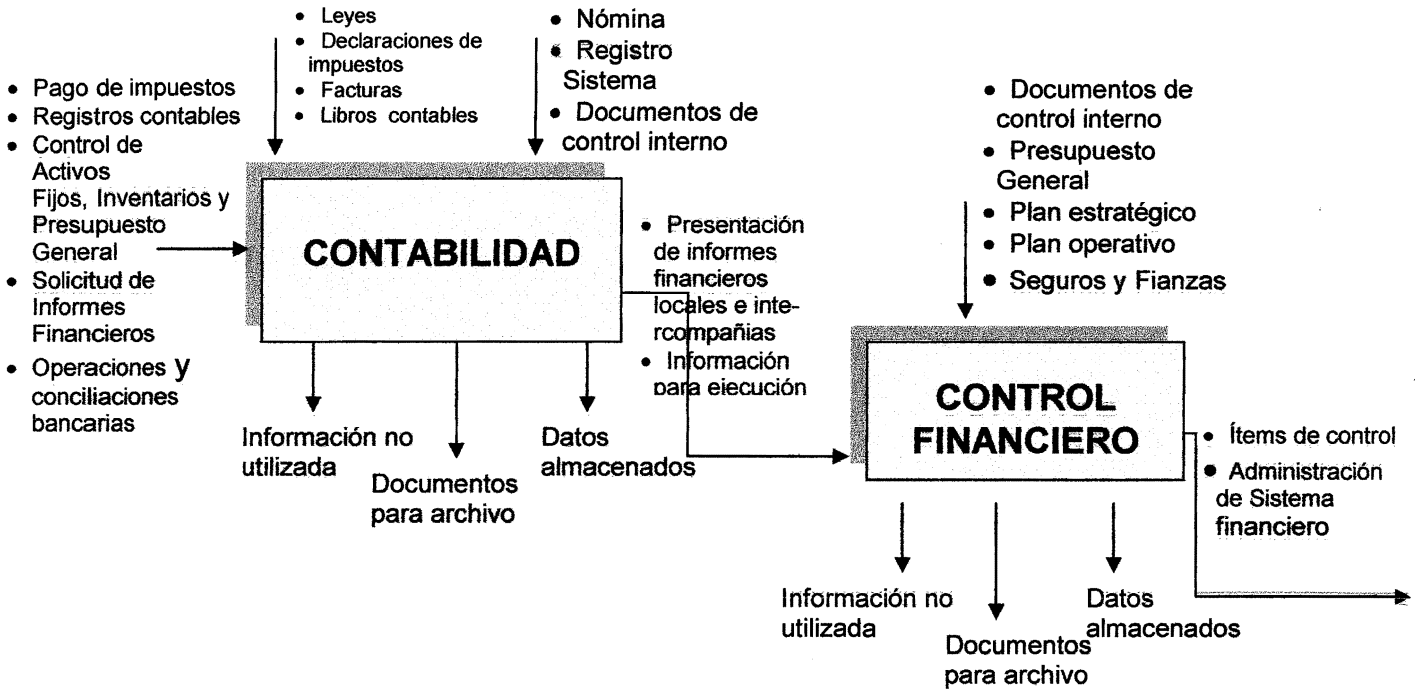 • Leyes
• Declaraciones de
impuestos
• Facturas
• Libros contables
• Nómina
• Registro
Sistema
• Documentos de
control interno
• Pago de impuestos
• Registros contables
• Control de
Activos
Fijos, Inventarios y
Presupuesto
General
• Solicitud de
Informes
Financieros
• Operaciones y
conciliaciones
bancarias
CONTABILIDAD
• Presentación
de informes
financieros
locales e inte-
rcompañias
• Información
para ejecución
Información no
utilizada
Documentos
para archivo
Datos
almacenados
• Documentos de
control interno
• Presupuesto
General
• Plan estratégico
• Plan operativo
• Seguros y Fianzas
CONTROL
FINANCIERO
• Ítems de control
• Administración
de Sistema
financiero
Información no
utilizada
Documentos
para archivo
Datos
almacenados